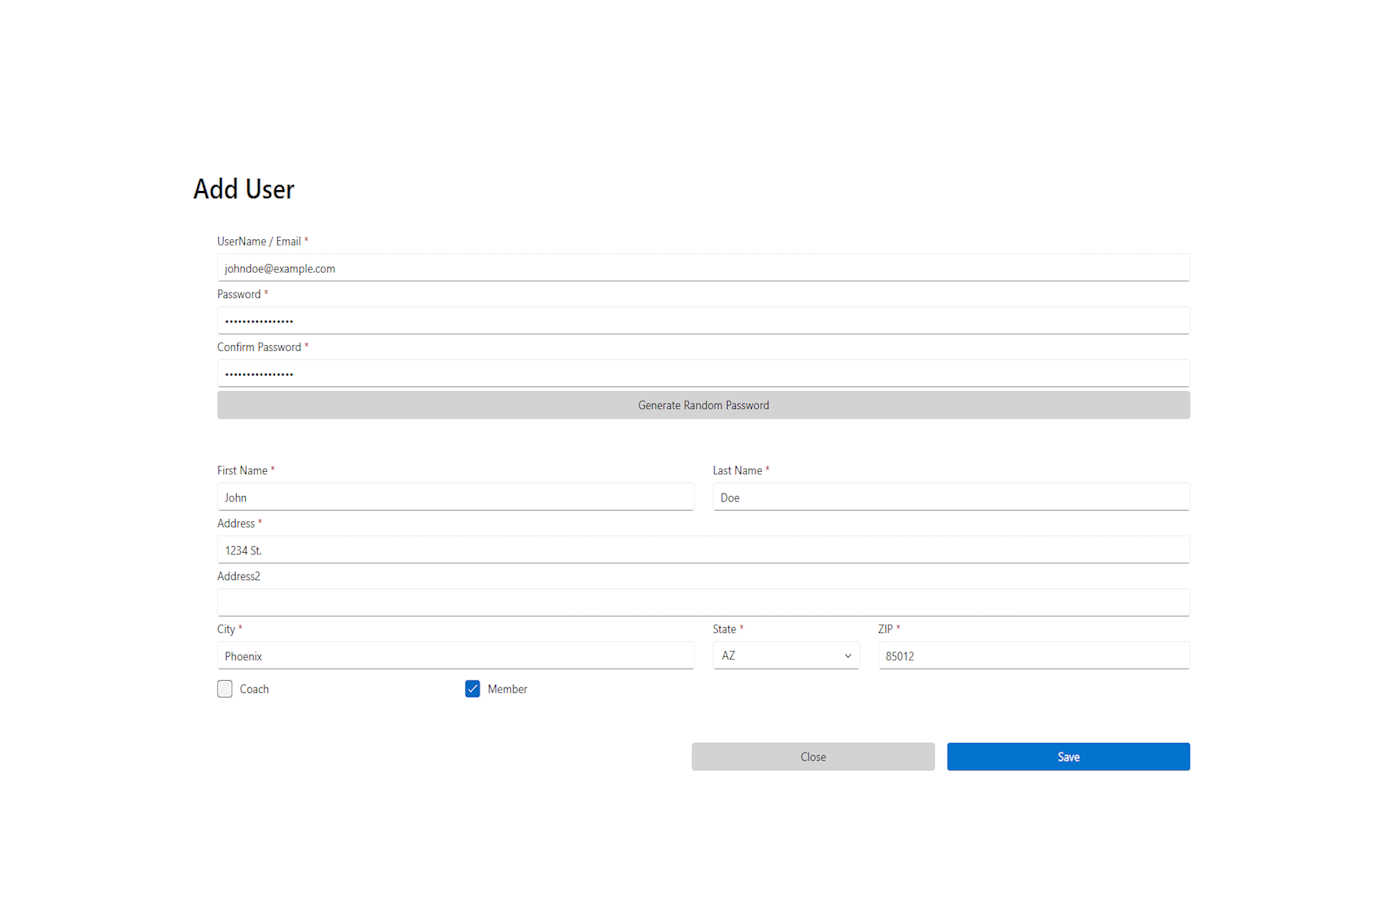 Add User
UserName / Email *
johndoe@example.com
Password *
••••••••••••••••
Confirm Password *
••••••••••••••••
Generate Random Password
First Name * Last Name *
John Doe
Address *
1234 St.
Address2
City * State * ZIP *
Phoenix AZ 85012
Coach Member
Close Save